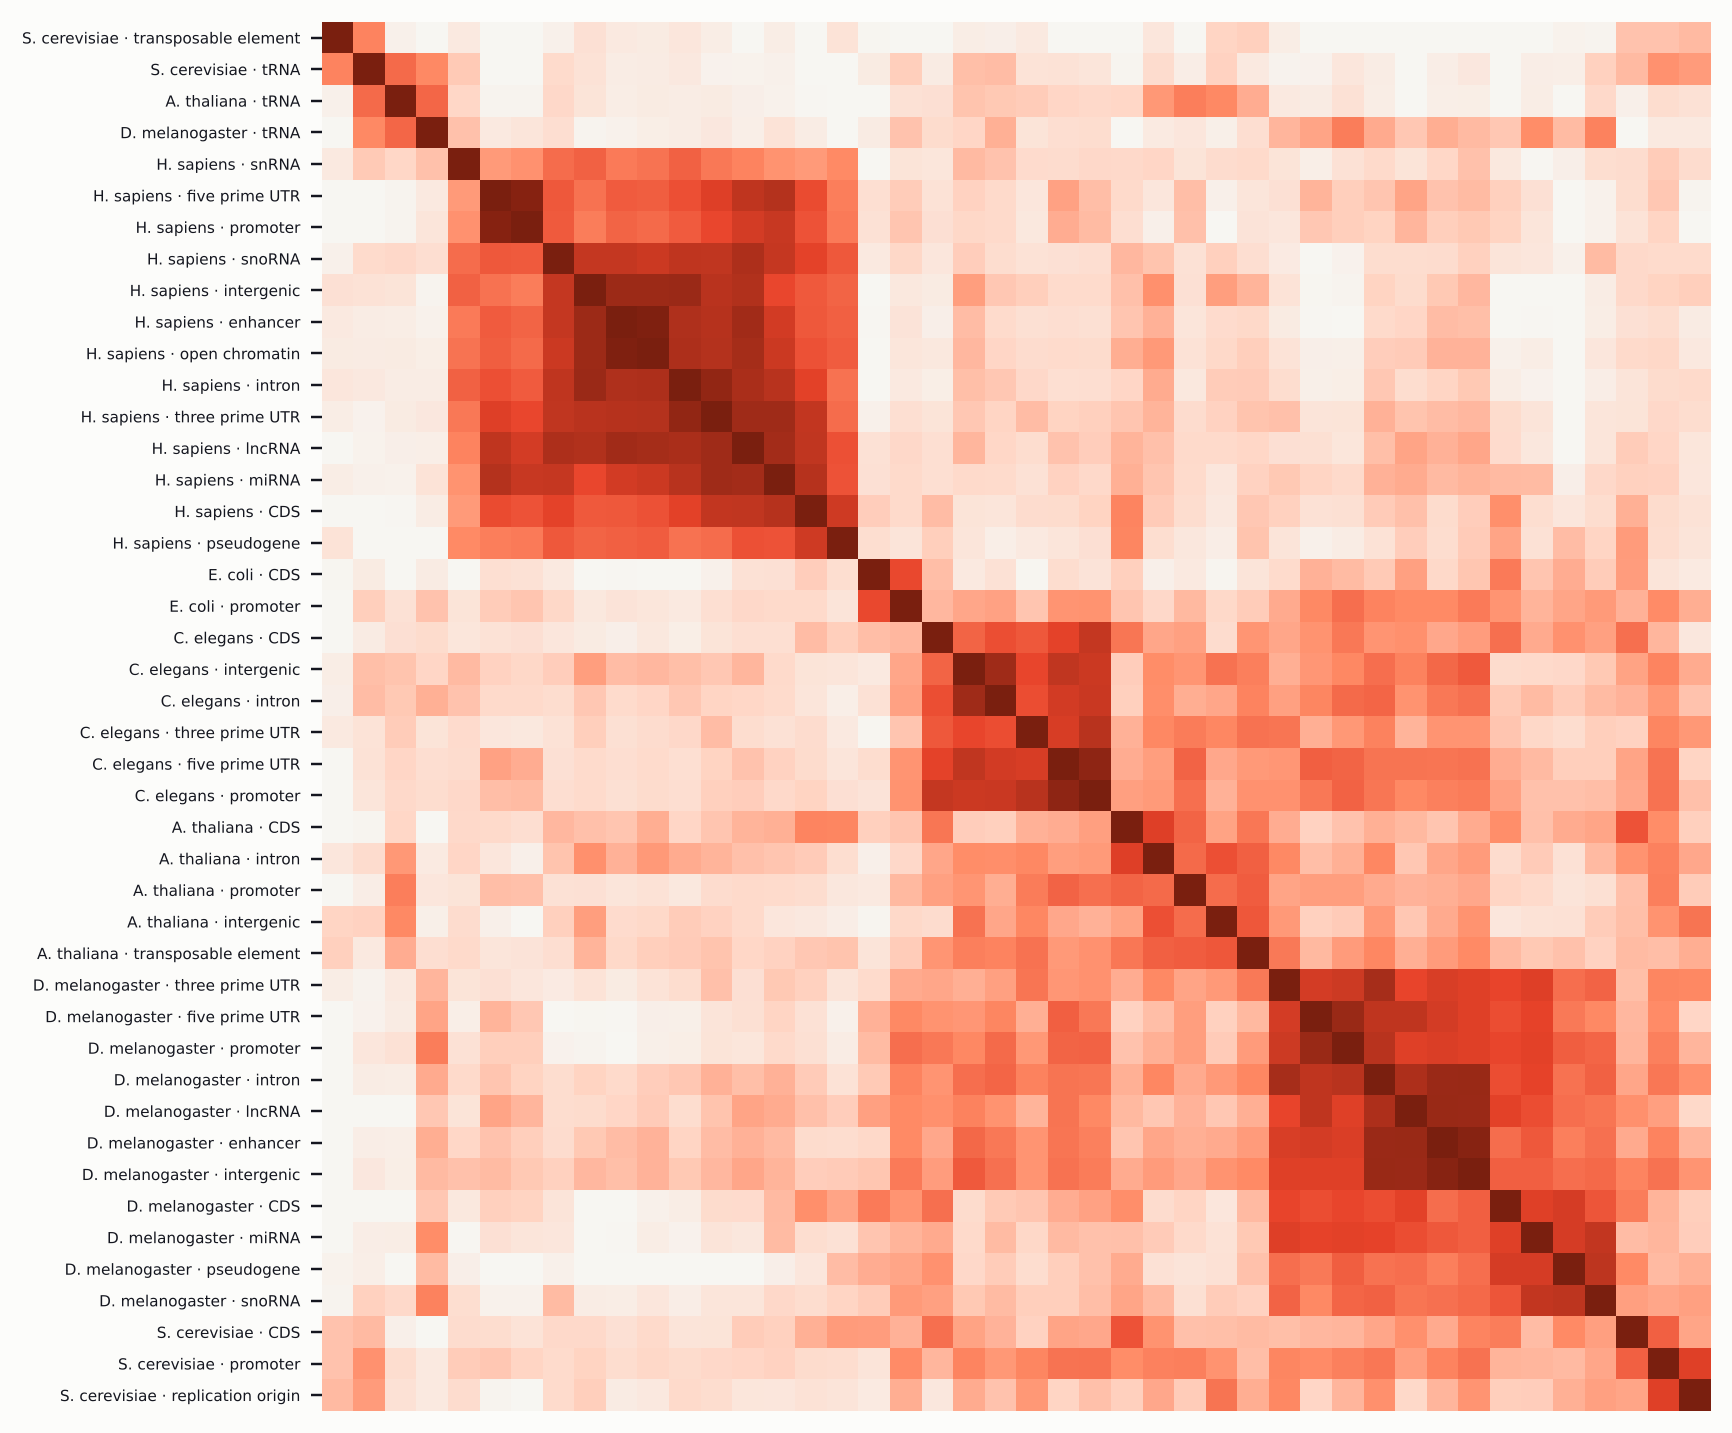 S. cerevisiae · transposable element
S. cerevisiae · tRNA
A. thaliana · tRNA
D. melanogaster · tRNA
H. sapiens · snRNA
H. sapiens · five prime UTR
H. sapiens · promoter
H. sapiens · snoRNA
H. sapiens · intergenic
H. sapiens · enhancer
H. sapiens · open chromatin
H. sapiens · intron
H. sapiens · three prime UTR
H. sapiens · lncRNA
H. sapiens · miRNA
H. sapiens · CDS
H. sapiens · pseudogene
E. coli · CDS
E. coli · promoter
C. elegans · CDS
C. elegans · intergenic
C. elegans · intron
C. elegans · three prime UTR
C. elegans · five prime UTR
C. elegans · promoter
A. thaliana · CDS
A. thaliana · intron
A. thaliana · promoter
A. thaliana · intergenic
A. thaliana · transposable element
D. melanogaster · three prime UTR
D. melanogaster · five prime UTR
D. melanogaster · promoter
D. melanogaster · intron
D. melanogaster · lncRNA
D. melanogaster · enhancer
D. melanogaster · intergenic
D. melanogaster · CDS
D. melanogaster · miRNA
D. melanogaster · pseudogene
D. melanogaster · snoRNA
S. cerevisiae · CDS
S. cerevisiae · promoter
S. cerevisiae · replication origin